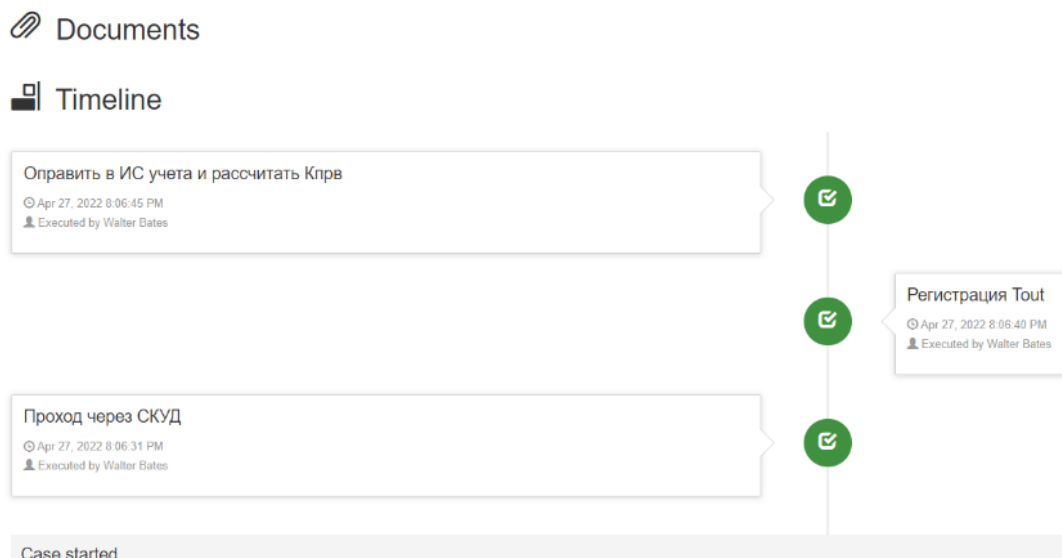 Documents
Timeline
Оправить в ИС учета и рассчитать Кпрв
Apr 27, 2022 8:06:45 PM
Executed by Walter Bates
Регистрация Tout
Apr 27, 2022 8:06:40 PM
Executed by Walter Bates
Проход через СКУД
Apr 27, 2022 8:06:31 PM
Executed by Walter Bates
Case started